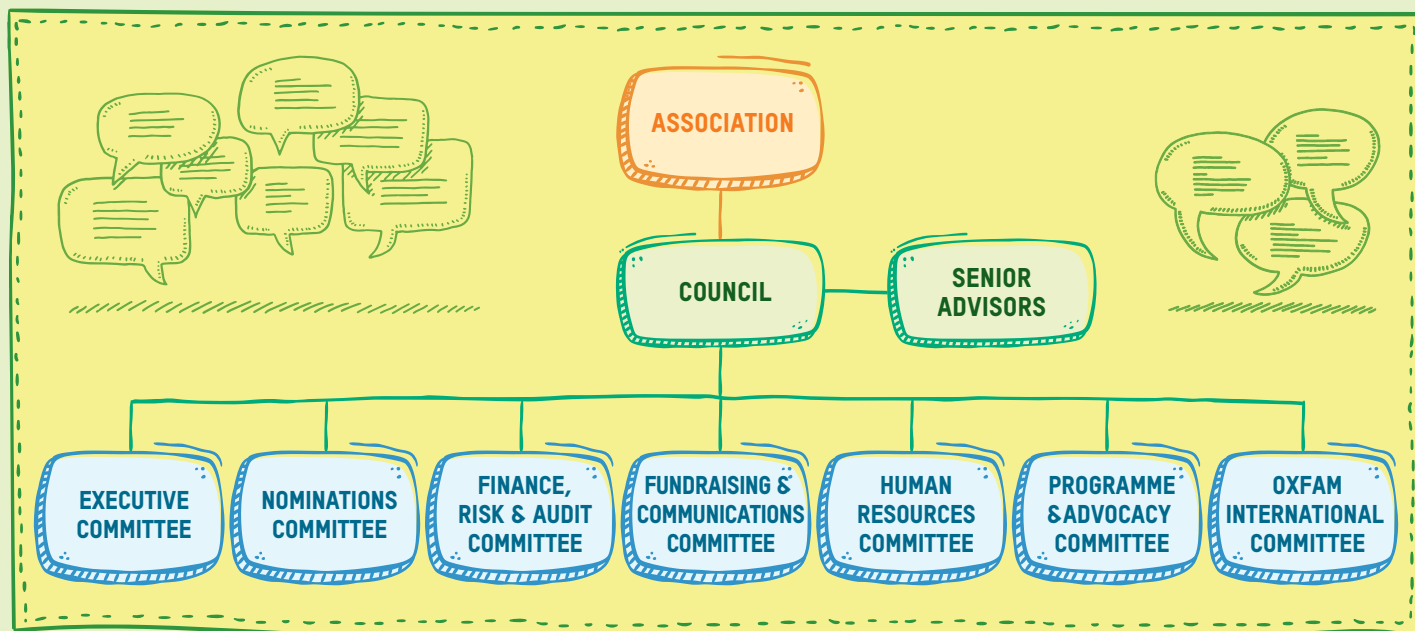 ASSOCIATION
COUNCIL
SENIOR
ADVISORS
EXECUTIVE
COMMITTEE
NOMINATIONS
COMMITTEE
FINANCE,
RISK & AUDIT
COMMITTEE
FUNDRAISING &
COMMUNICATIONS
COMMITTEE
HUMAN
RESOURCES
COMMITTEE
PROGRAMME
&ADVOCACY
COMMITTEE
OXFAM
INTERNATIONAL
COMMITTEE